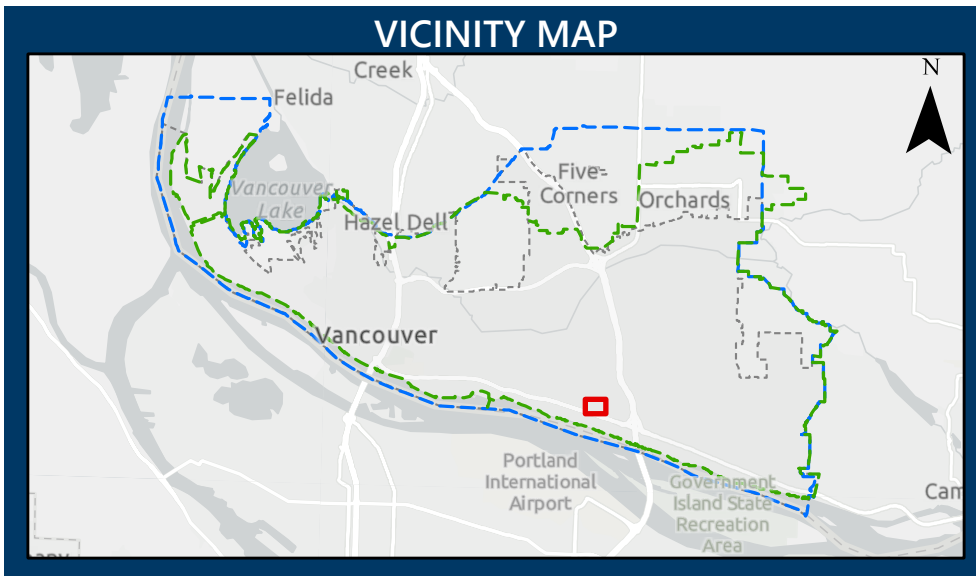 VICINITY MAP
N
Creek
Felida
Five
Corners
Vancouver
Lake
Orchards
Hazel Dell
Vancouver
Portland
International
Airport
Government
Island State
Recreation
Area
Cam